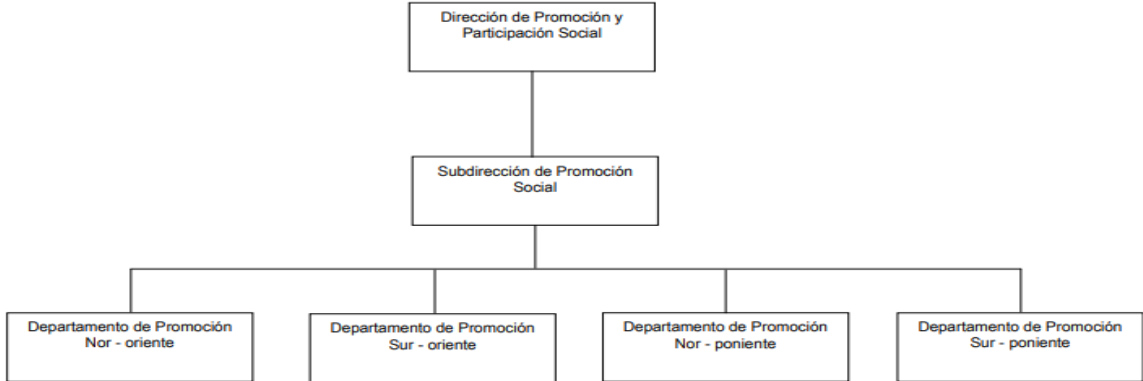 Dirección de Promoción y
Participación Social
Subdirección de Promoción
Social
Departamento de Promoción
Nor - oriente
Departamento de Promoción
Sur - oriente
Departamento de Promoción
Nor - poniente
Departamento de Promoción
Sur - poniente